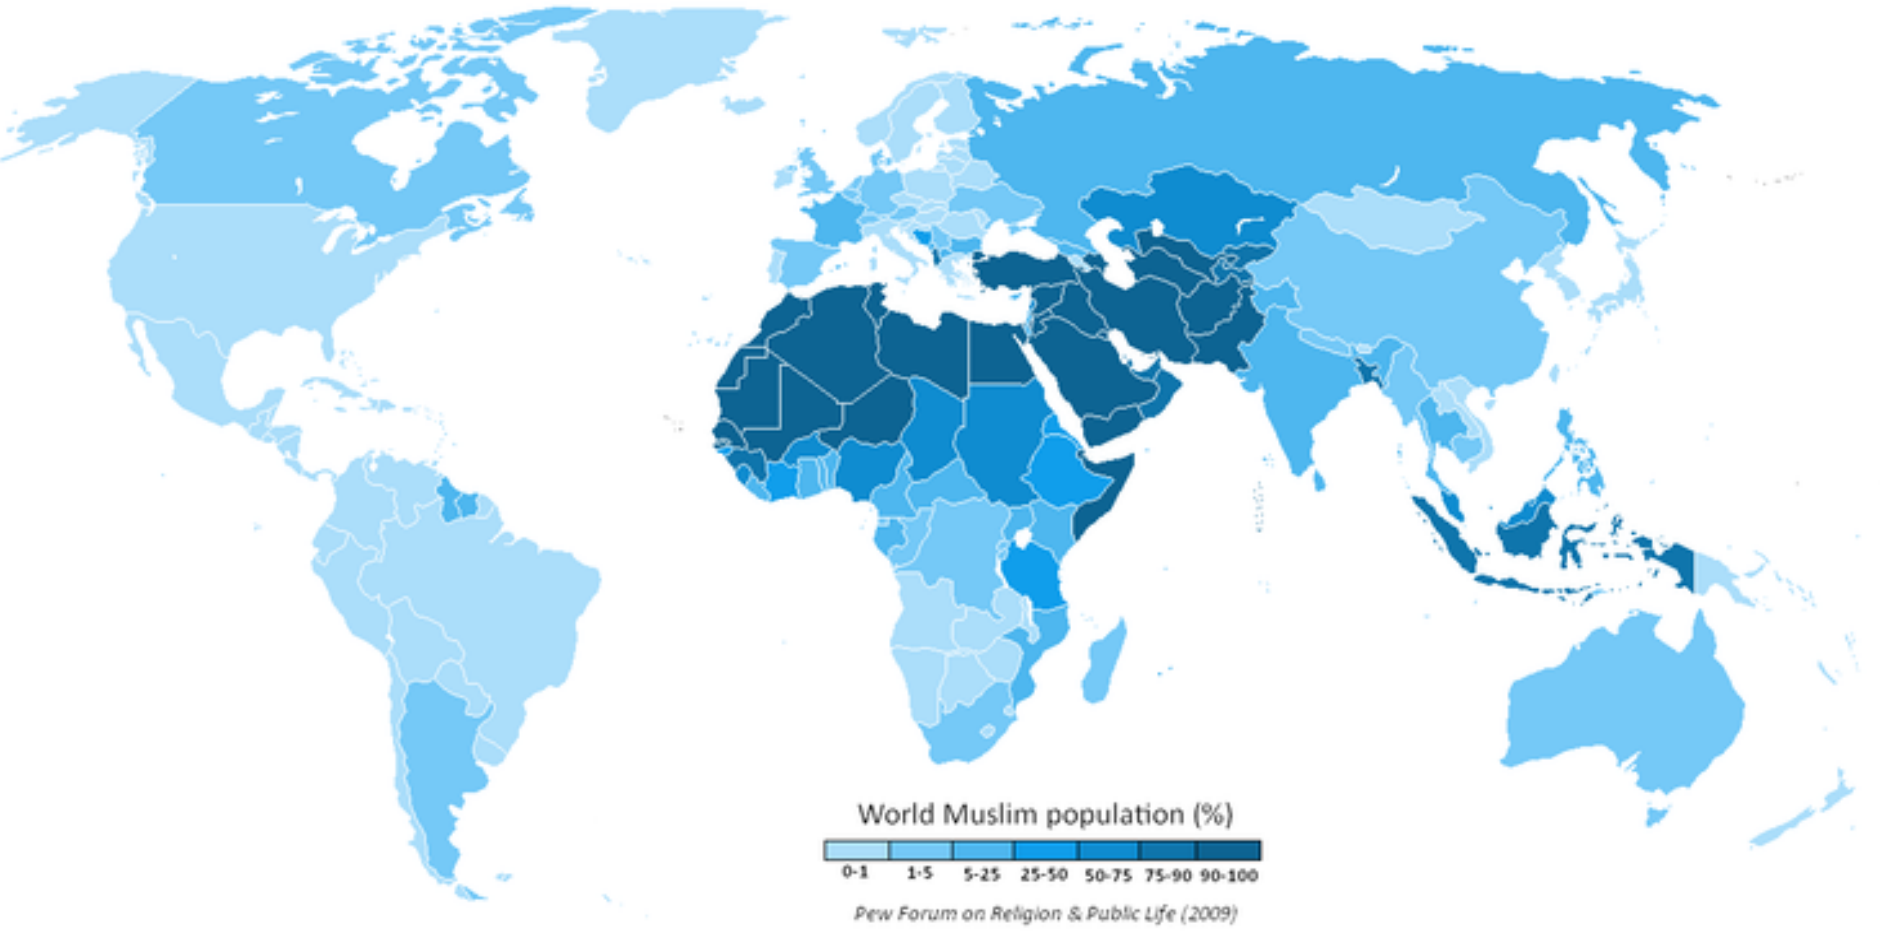 World Muslim population (%)
0-1 1-5 5-25 25-50 50-75 75-90 90-100
Pew Forum on Religion & Public Life (2009)